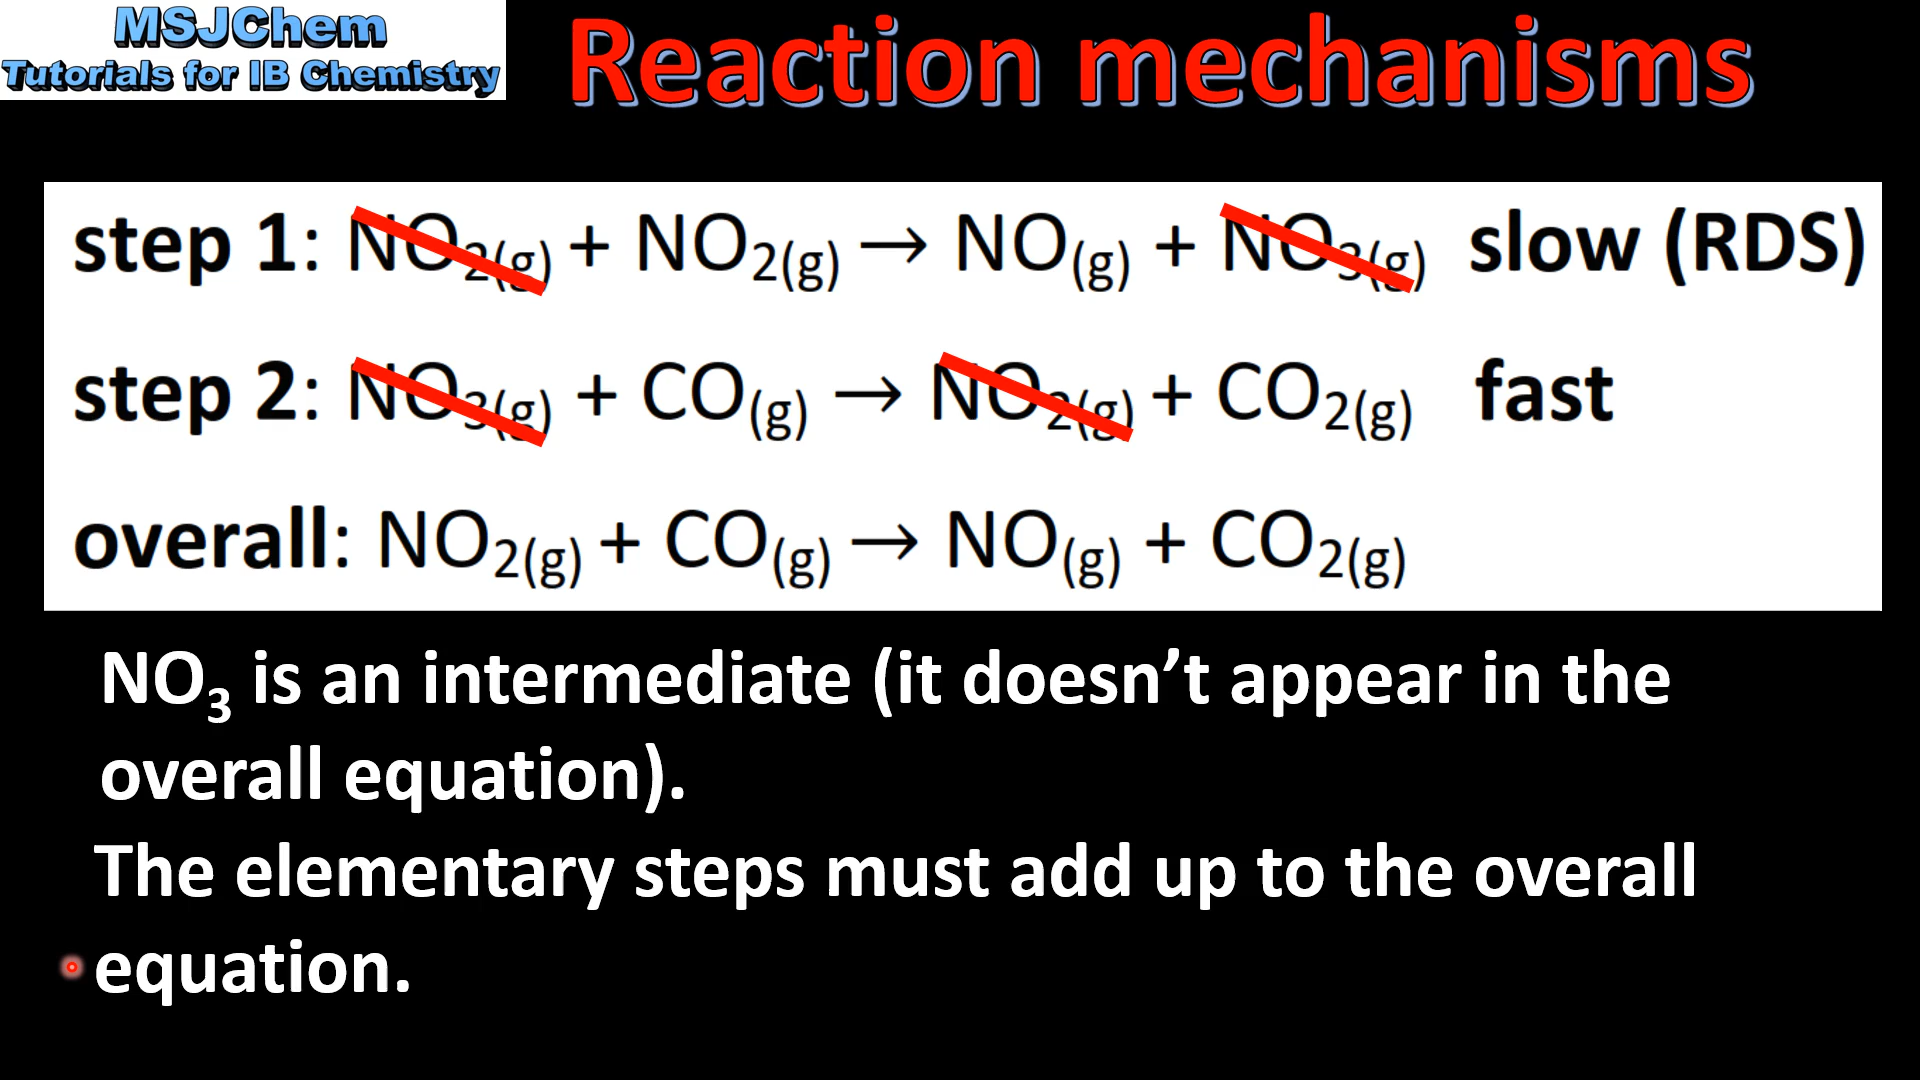 MSJChem
Tutorials for IB Chemistry
Reaction mechanisms
step 1: NO₂(g) + NO₂(g) → NO(g) + NO₃(g) slow (RDS)
step 2: NO₃(g) + CO(g) → NO₂(g) + CO₂(g) fast
overall: NO₂(g) + CO(g) → NO(g) + CO₂(g)
NO₃ is an intermediate (it doesn’t appear in the
overall equation).
The elementary steps must add up to the overall
equation.